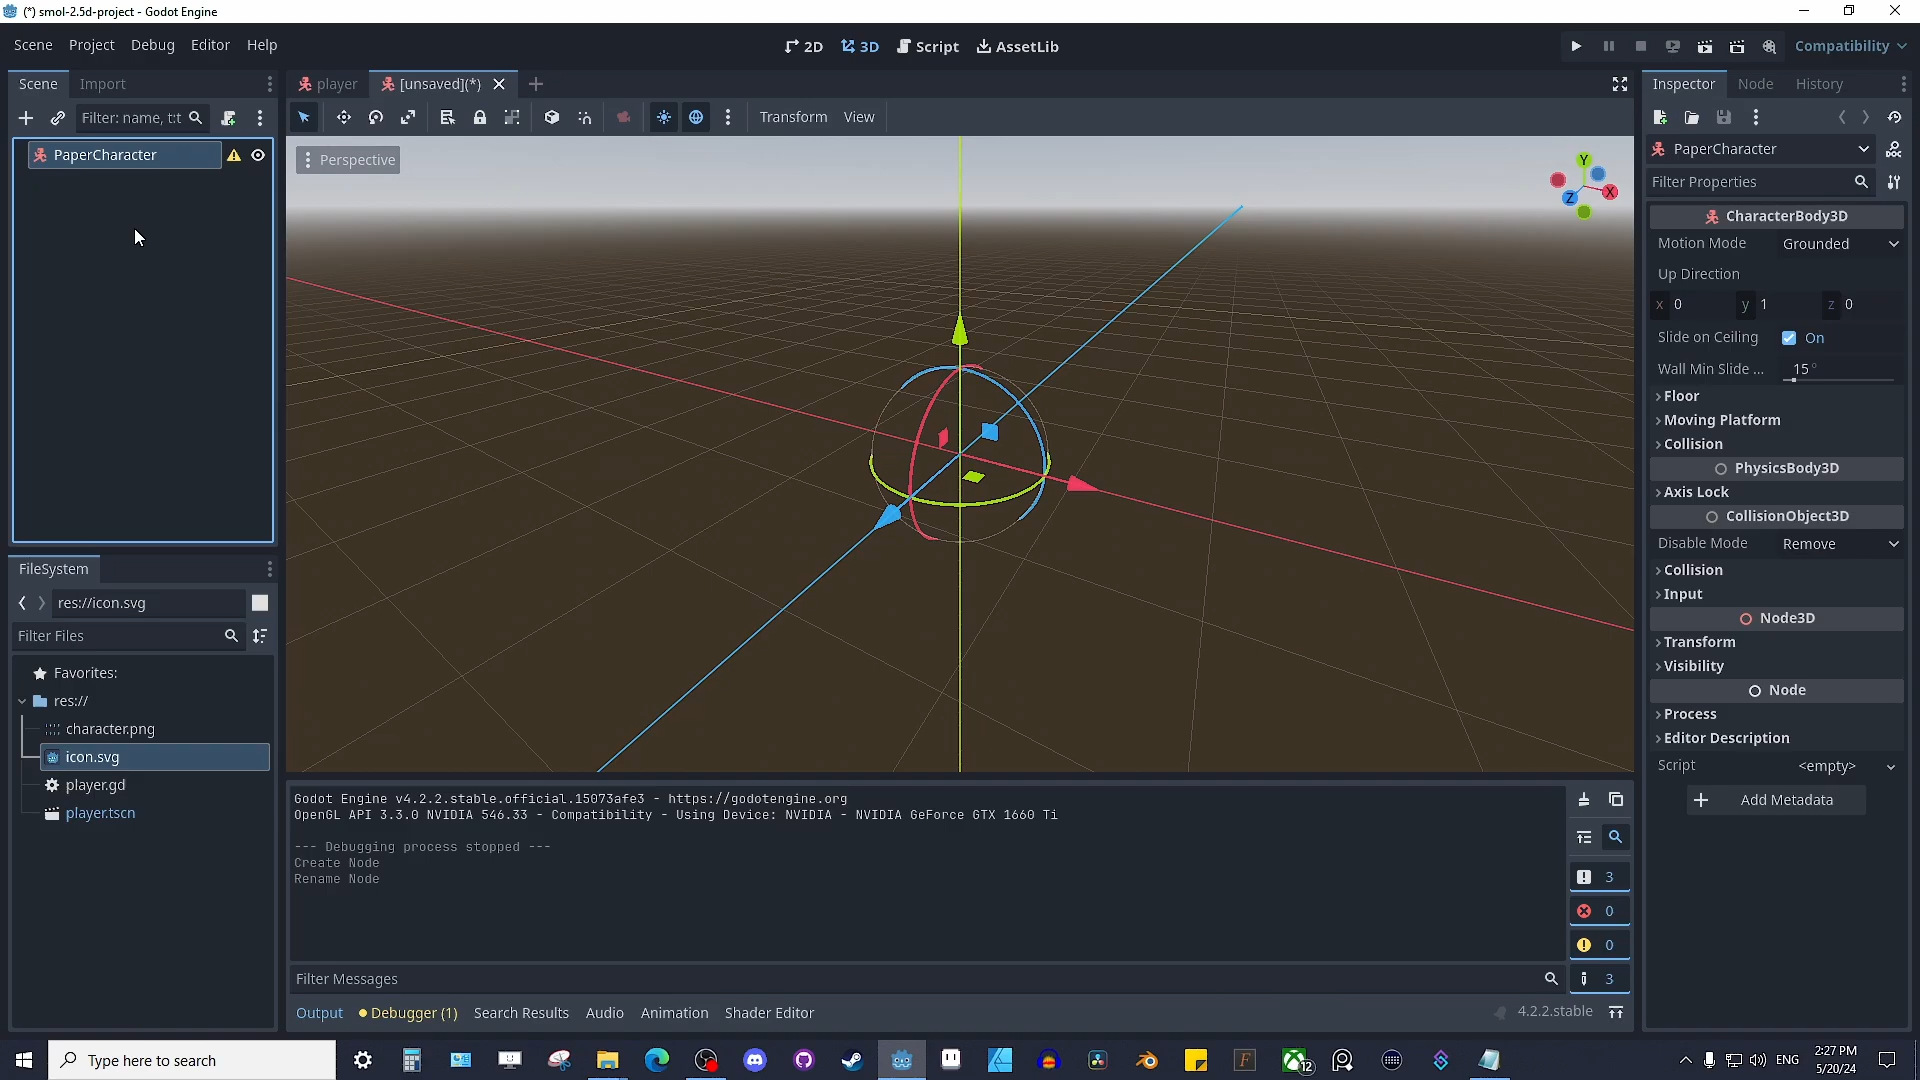 (*) smol-2.5d-project - Godot Engine
Scene Project Debug Editor Help
2D 3D Script AssetLib
Compatibility
Scene Import
player [unsaved](*)
Inspector Node History
Filter: name, t:t
Transform View
PaperCharacter
Perspective
Y
X
Z
PaperCharacter
Filter Properties
CharacterBody3D
Motion Mode Grounded
Up Direction
x 0 y 1 z 0
Slide on Ceiling On
Wall Min Slide ... 15 °
Floor
Moving Platform
Collision
PhysicsBody3D
Axis Lock
CollisionObject3D
Disable Mode Remove
Collision
Input
Node3D
Transform
Visibility
Node
Process
Editor Description
Script <empty>
Add Metadata
FileSystem
res://icon.svg
Filter Files
Favorites:
res://
character.png
icon.svg
player.gd
player.tscn
Godot Engine v4.2.2.stable.official.15073afe3 - https://godotengine.org
OpenGL API 3.3.0 NVIDIA 546.33 - Compatibility - Using Device: NVIDIA - NVIDIA GeForce GTX 1660 Ti
--- Debugging process stopped ---
Create Node
Rename Node
3
0
0
3
Filter Messages
Output Debugger (1) Search Results Audio Animation Shader Editor
4.2.2.stable
Type here to search
12
ENG
2:27 PM
5/20/24